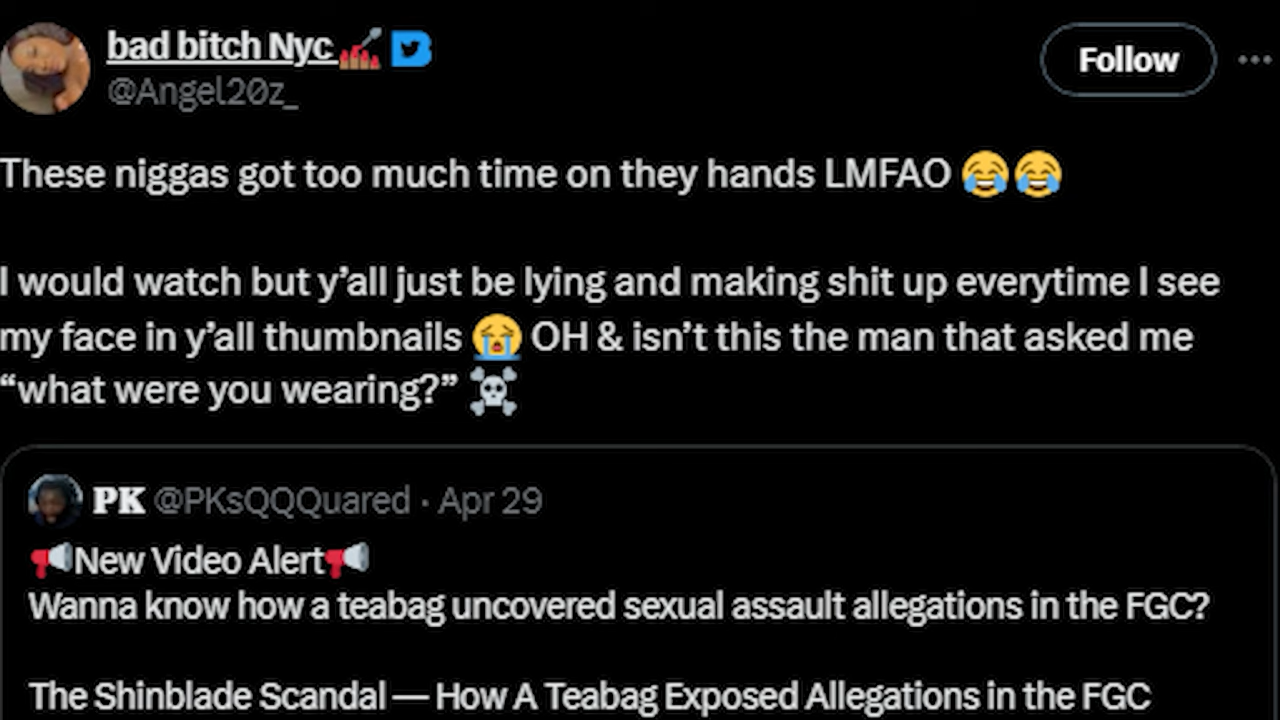 bad bitch Nyc
@Angel20z_
Follow
These niggas got too much time on they hands LMFAO 😂😂
I would watch but y’all just be lying and making shit up everytime I see
my face in y’all thumbnails 😭 OH & isn’t this the man that asked me
“what were you wearing?” ☠️
PK @PKsQQQuared · Apr 29
📢New Video Alert📢
Wanna know how a teabag uncovered sexual assault allegations in the FGC?
The Shinblade Scandal — How A Teabag Exposed Allegations in the FGC